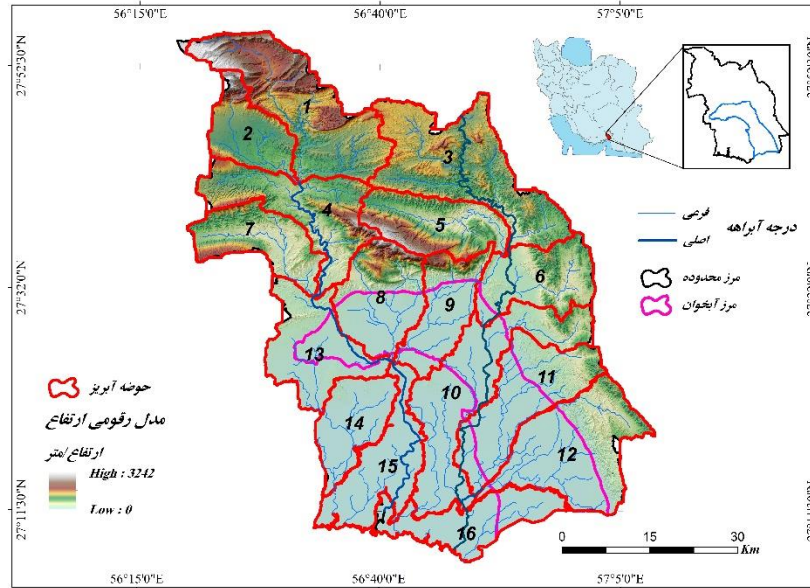 56°15'0"E
56°40'0"E
57°5'0"E
27°52'30"N
27°32'0"N
27°11'30"N
1
2
3
4
5
6
7
8
9
10
11
12
13
14
15
16
درجه آبراهه
فرعی
اصلی
مرز محدوده
مرز آبخوان
حوضه آبریز
مدل رقومی ارتفاع
ارتفاع/متر
High : 3242
Low : 0
0 7.5 15 30
Km
56°15'0"E
56°40'0"E
57°5'0"E